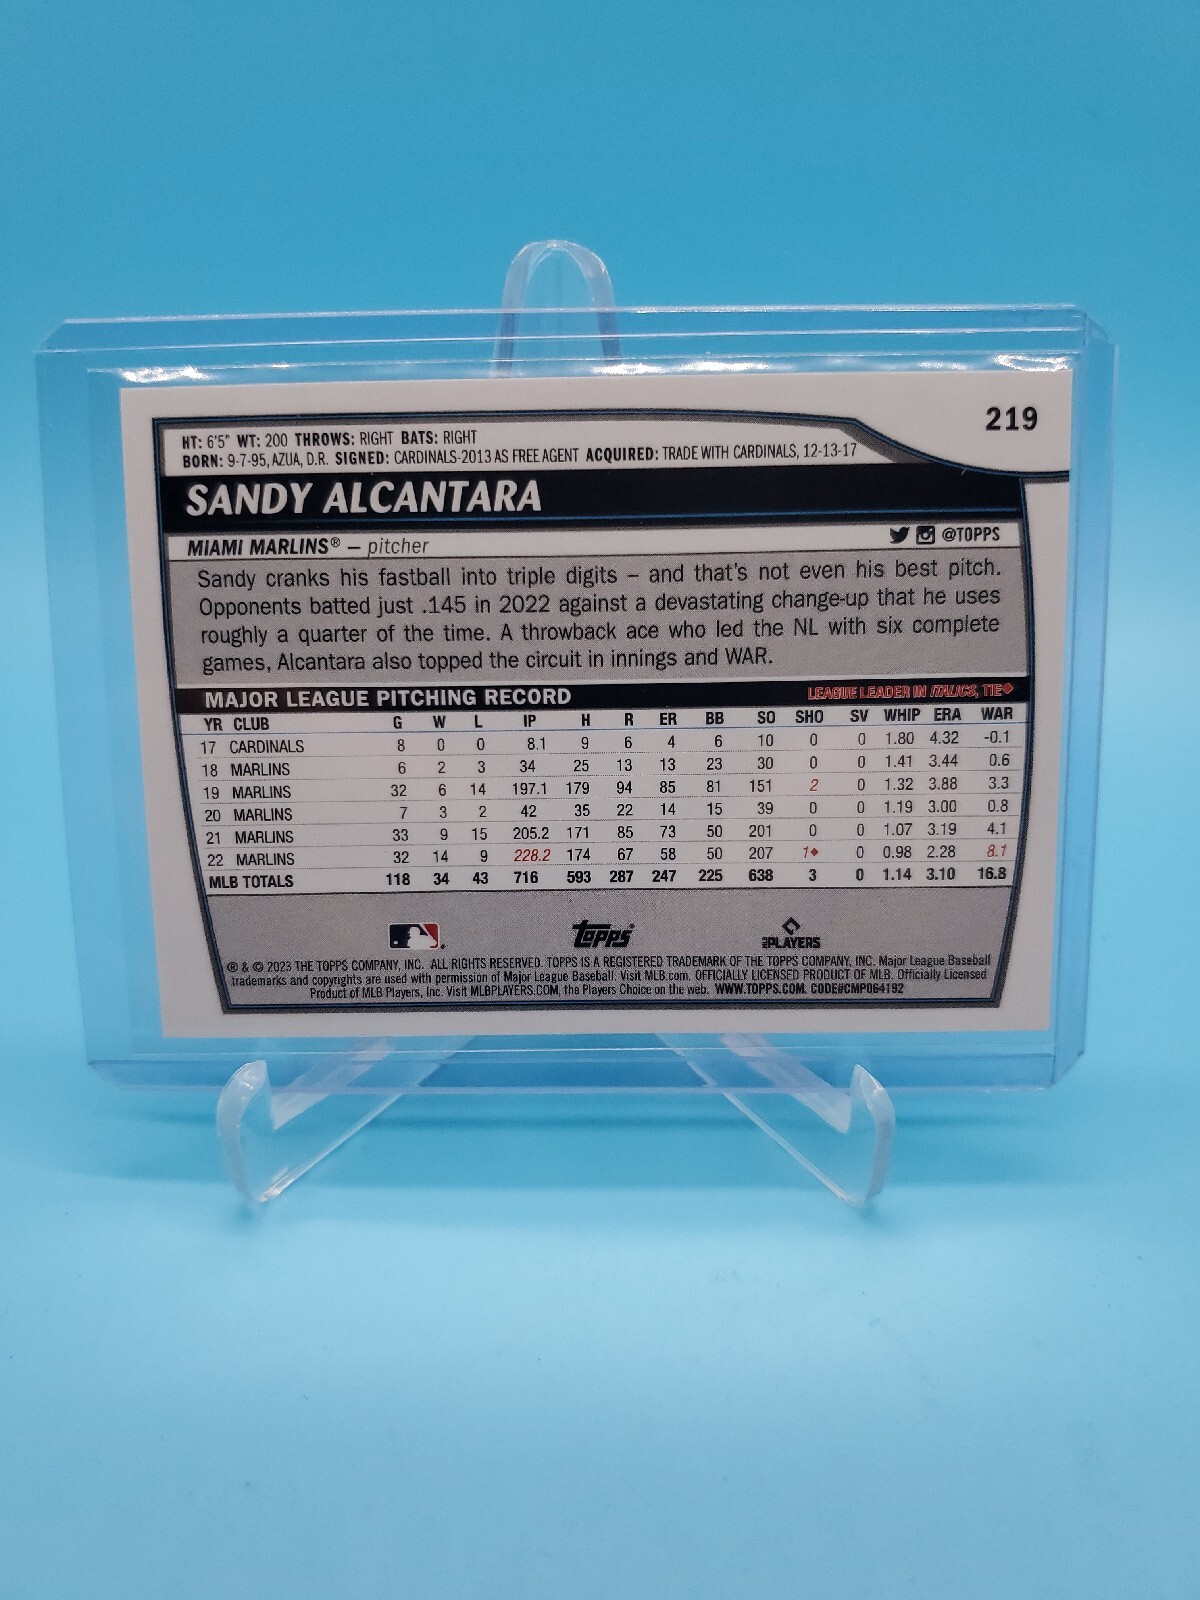 219
HT: 6'5" WT: 200 THROWS: RIGHT BATS: RIGHT
BORN: 9-7-95, AZUA, D.R. SIGNED: CARDINALS-2013 AS FREE AGENT ACQUIRED: TRADE WITH CARDINALS, 12-13-17
SANDY ALCANTARA
MIAMI MARLINS® – pitcher @TOPPS
Sandy cranks his fastball into triple digits – and that's not even his best pitch.
Opponents batted just .145 in 2022 against a devastating change-up that he uses
roughly a quarter of the time. A throwback ace who led the NL with six complete
games, Alcantara also topped the circuit in innings and WAR.
MAJOR LEAGUE PITCHING RECORD LEAGUE LEADER IN ITALICS, TIE◆
YR CLUB G W L IP H R ER BB SO SHO SV WHIP ERA WAR
17 CARDINALS 8 0 0 8.1 9 6 4 6 10 0 0 1.80 4.32 -0.1
18 MARLINS 6 2 3 34 25 13 13 23 30 0 0 1.41 3.44 0.6
19 MARLINS 32 6 14 197.1 179 94 85 81 151 2 0 1.32 3.88 3.3
20 MARLINS 7 3 2 42 35 22 14 15 39 0 0 1.19 3.00 0.8
21 MARLINS 33 9 15 205.2 171 85 73 50 201 0 0 1.07 3.19 4.1
22 MARLINS 32 14 9 228.2 174 67 58 50 207 1◆ 0 0.98 2.28 8.1
MLB TOTALS 118 34 43 716 593 287 247 225 638 3 0 1.14 3.10 16.8
topps PLAYERS
® & © 2023 THE TOPPS COMPANY, INC. ALL RIGHTS RESERVED. TOPPS IS A REGISTERED TRADEMARK OF THE TOPPS COMPANY, INC. Major League Baseball
trademarks and copyrights are used with permission of Major League Baseball. Visit MLB.com. OFFICIALLY LICENSED PRODUCT OF MLB. Officially Licensed
Product of MLB Players, Inc. Visit MLBPLAYERS.COM, the Players Choice on the web. WWW.TOPPS.COM. CODE#CMP064192